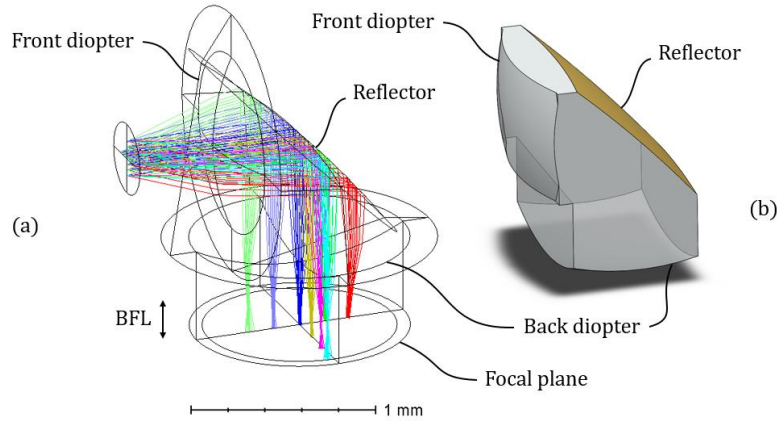 Front diopter
Reflector
(a)
BFL
1 mm
Front diopter
Reflector
(b)
Back diopter
Focal plane